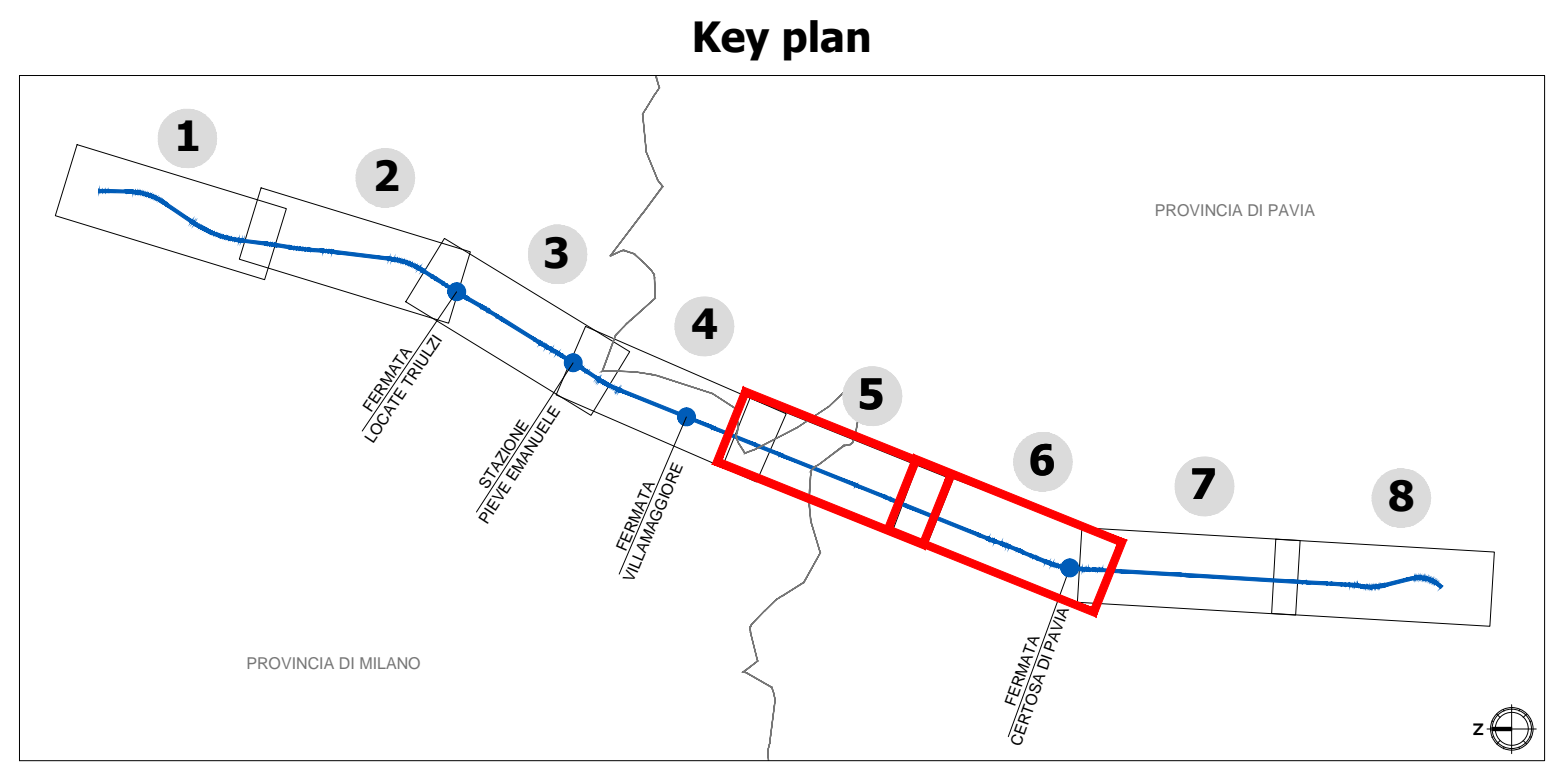 Key plan
1
2
3
4
5
6
7
8
PROVINCIA DI PAVIA
FERMATA
LOCATE TRIULZI
STAZIONE
PIEVE EMANUELE
FERMATA
VILLAMAGGIORE
FERMATA
CERTOSA DI PAVIA
PROVINCIA DI MILANO
N